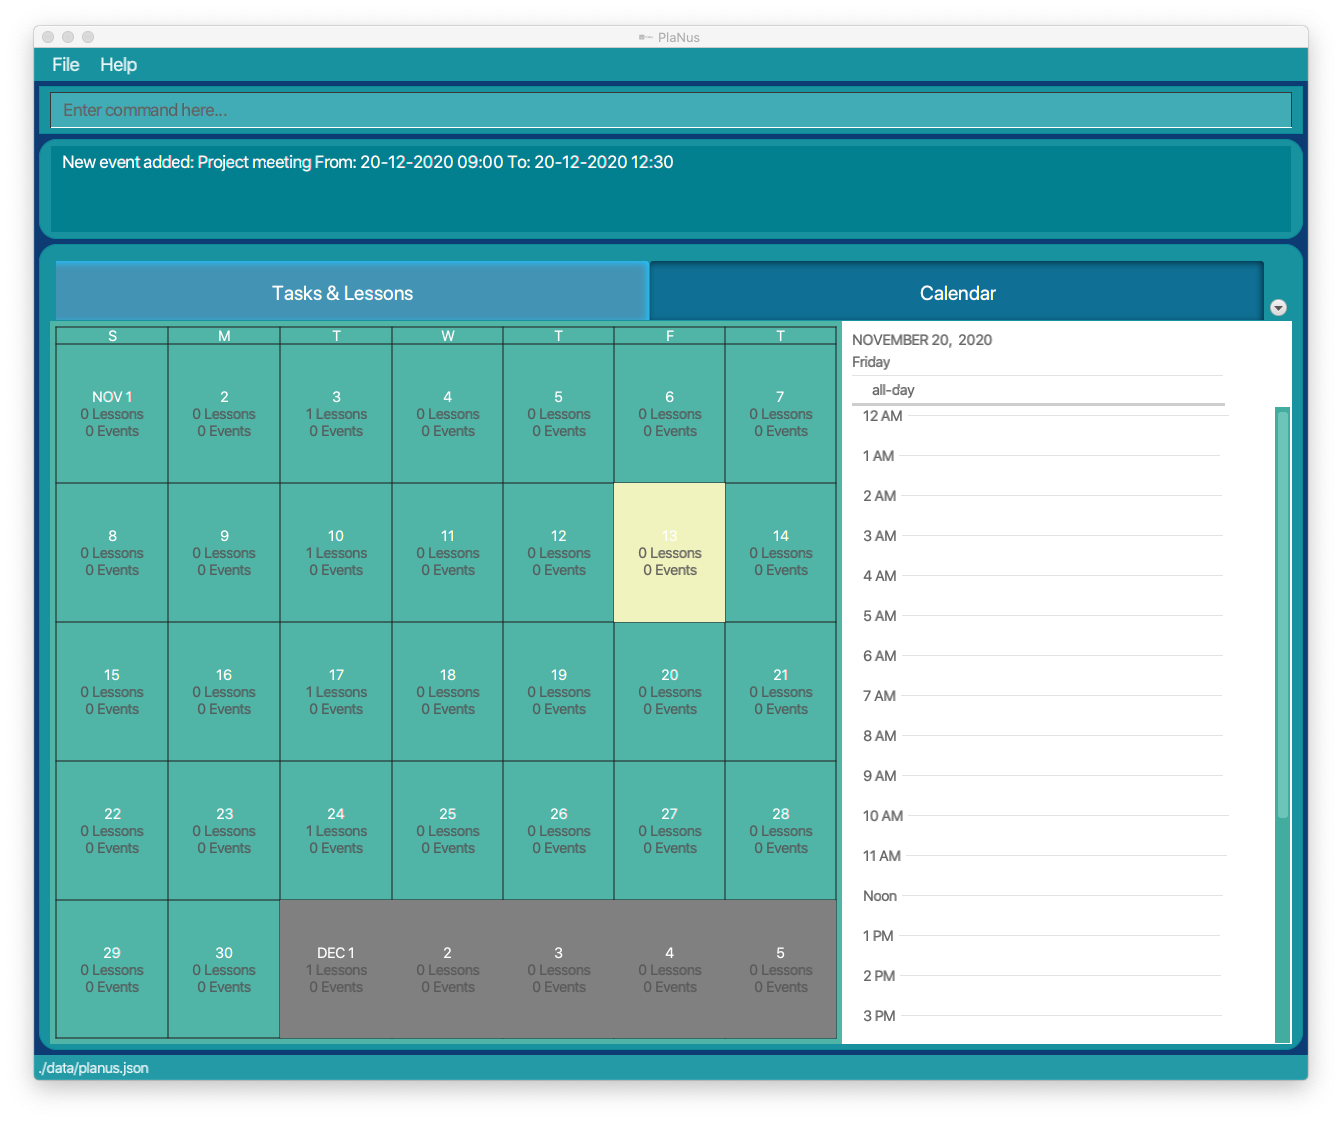 PlaNus
File Help
Enter command here...
New event added: Project meeting From: 20-12-2020 09:00 To: 20-12-2020 12:30
Tasks & Lessons Calendar
S M T W T F T
NOV 1 2 3 4 5 6 7
0 Lessons 0 Lessons 1 Lessons 0 Lessons 0 Lessons 0 Lessons 0 Lessons
0 Events 0 Events 0 Events 0 Events 0 Events 0 Events 0 Events
8 9 10 11 12 13 14
0 Lessons 0 Lessons 1 Lessons 0 Lessons 0 Lessons 0 Lessons 0 Lessons
0 Events 0 Events 0 Events 0 Events 0 Events 0 Events 0 Events
15 16 17 18 19 20 21
0 Lessons 0 Lessons 1 Lessons 0 Lessons 0 Lessons 0 Lessons 0 Lessons
0 Events 0 Events 0 Events 0 Events 0 Events 0 Events 0 Events
22 23 24 25 26 27 28
0 Lessons 0 Lessons 1 Lessons 0 Lessons 0 Lessons 0 Lessons 0 Lessons
0 Events 0 Events 0 Events 0 Events 0 Events 0 Events 0 Events
29 30 DEC 1 2 3 4 5
0 Lessons 0 Lessons 1 Lessons 0 Lessons 0 Lessons 0 Lessons 0 Lessons
0 Events 0 Events 0 Events 0 Events 0 Events 0 Events 0 Events
NOVEMBER 20, 2020
Friday
all-day
12 AM
1 AM
2 AM
3 AM
4 AM
5 AM
6 AM
7 AM
8 AM
9 AM
10 AM
11 AM
Noon
1 PM
2 PM
3 PM
./data/planus.json